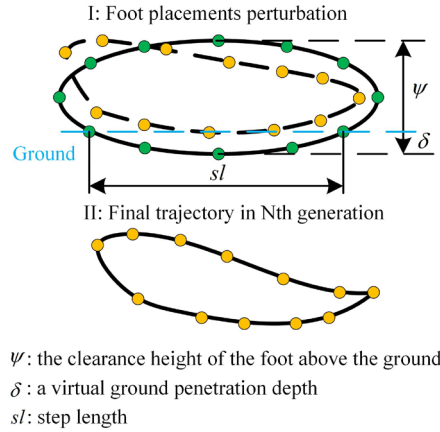 I: Foot placements perturbation
ψ
δ
Ground
sl
II: Final trajectory in Nth generation
ψ: the clearance height of the foot above the ground
δ: a virtual ground penetration depth
sl: step length